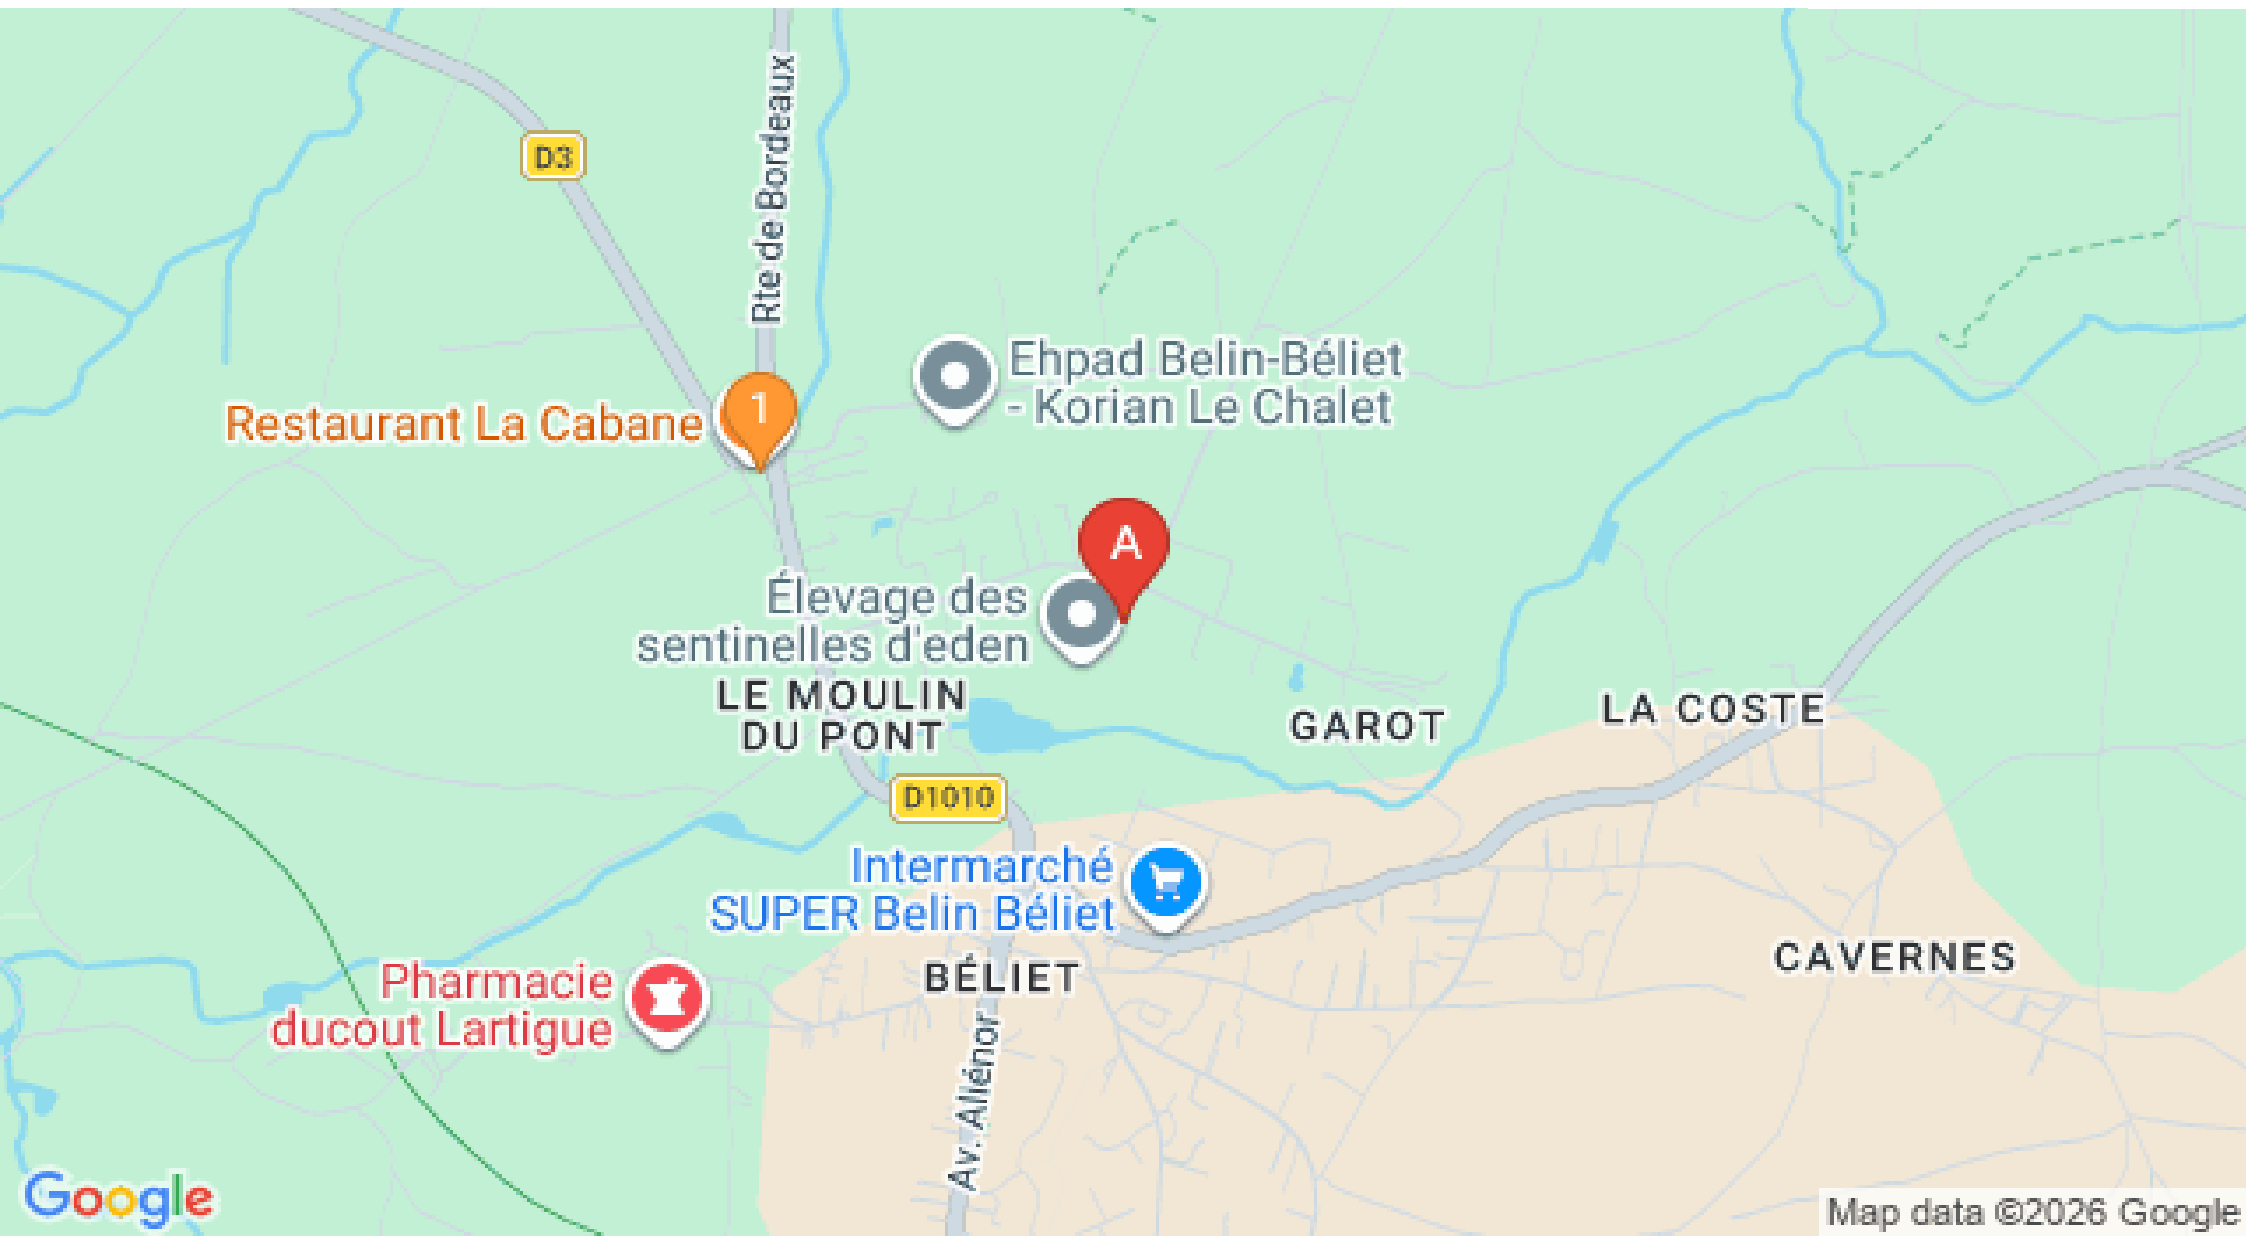 D3
Rte de Bordeaux
Ehpad Belin-Béliet
- Korian Le Chalet
1
Restaurant La Cabane
A
Élevage des
sentinelles d'eden
LE MOULIN
DU PONT
GAROT
LA COSTE
D1010
Intermarché
SUPER Belin Béliet
CAVERNES
BÉLIET
Pharmacie
ducout Lartigue
Av. Aliénor
Google
Map data ©2026 Google